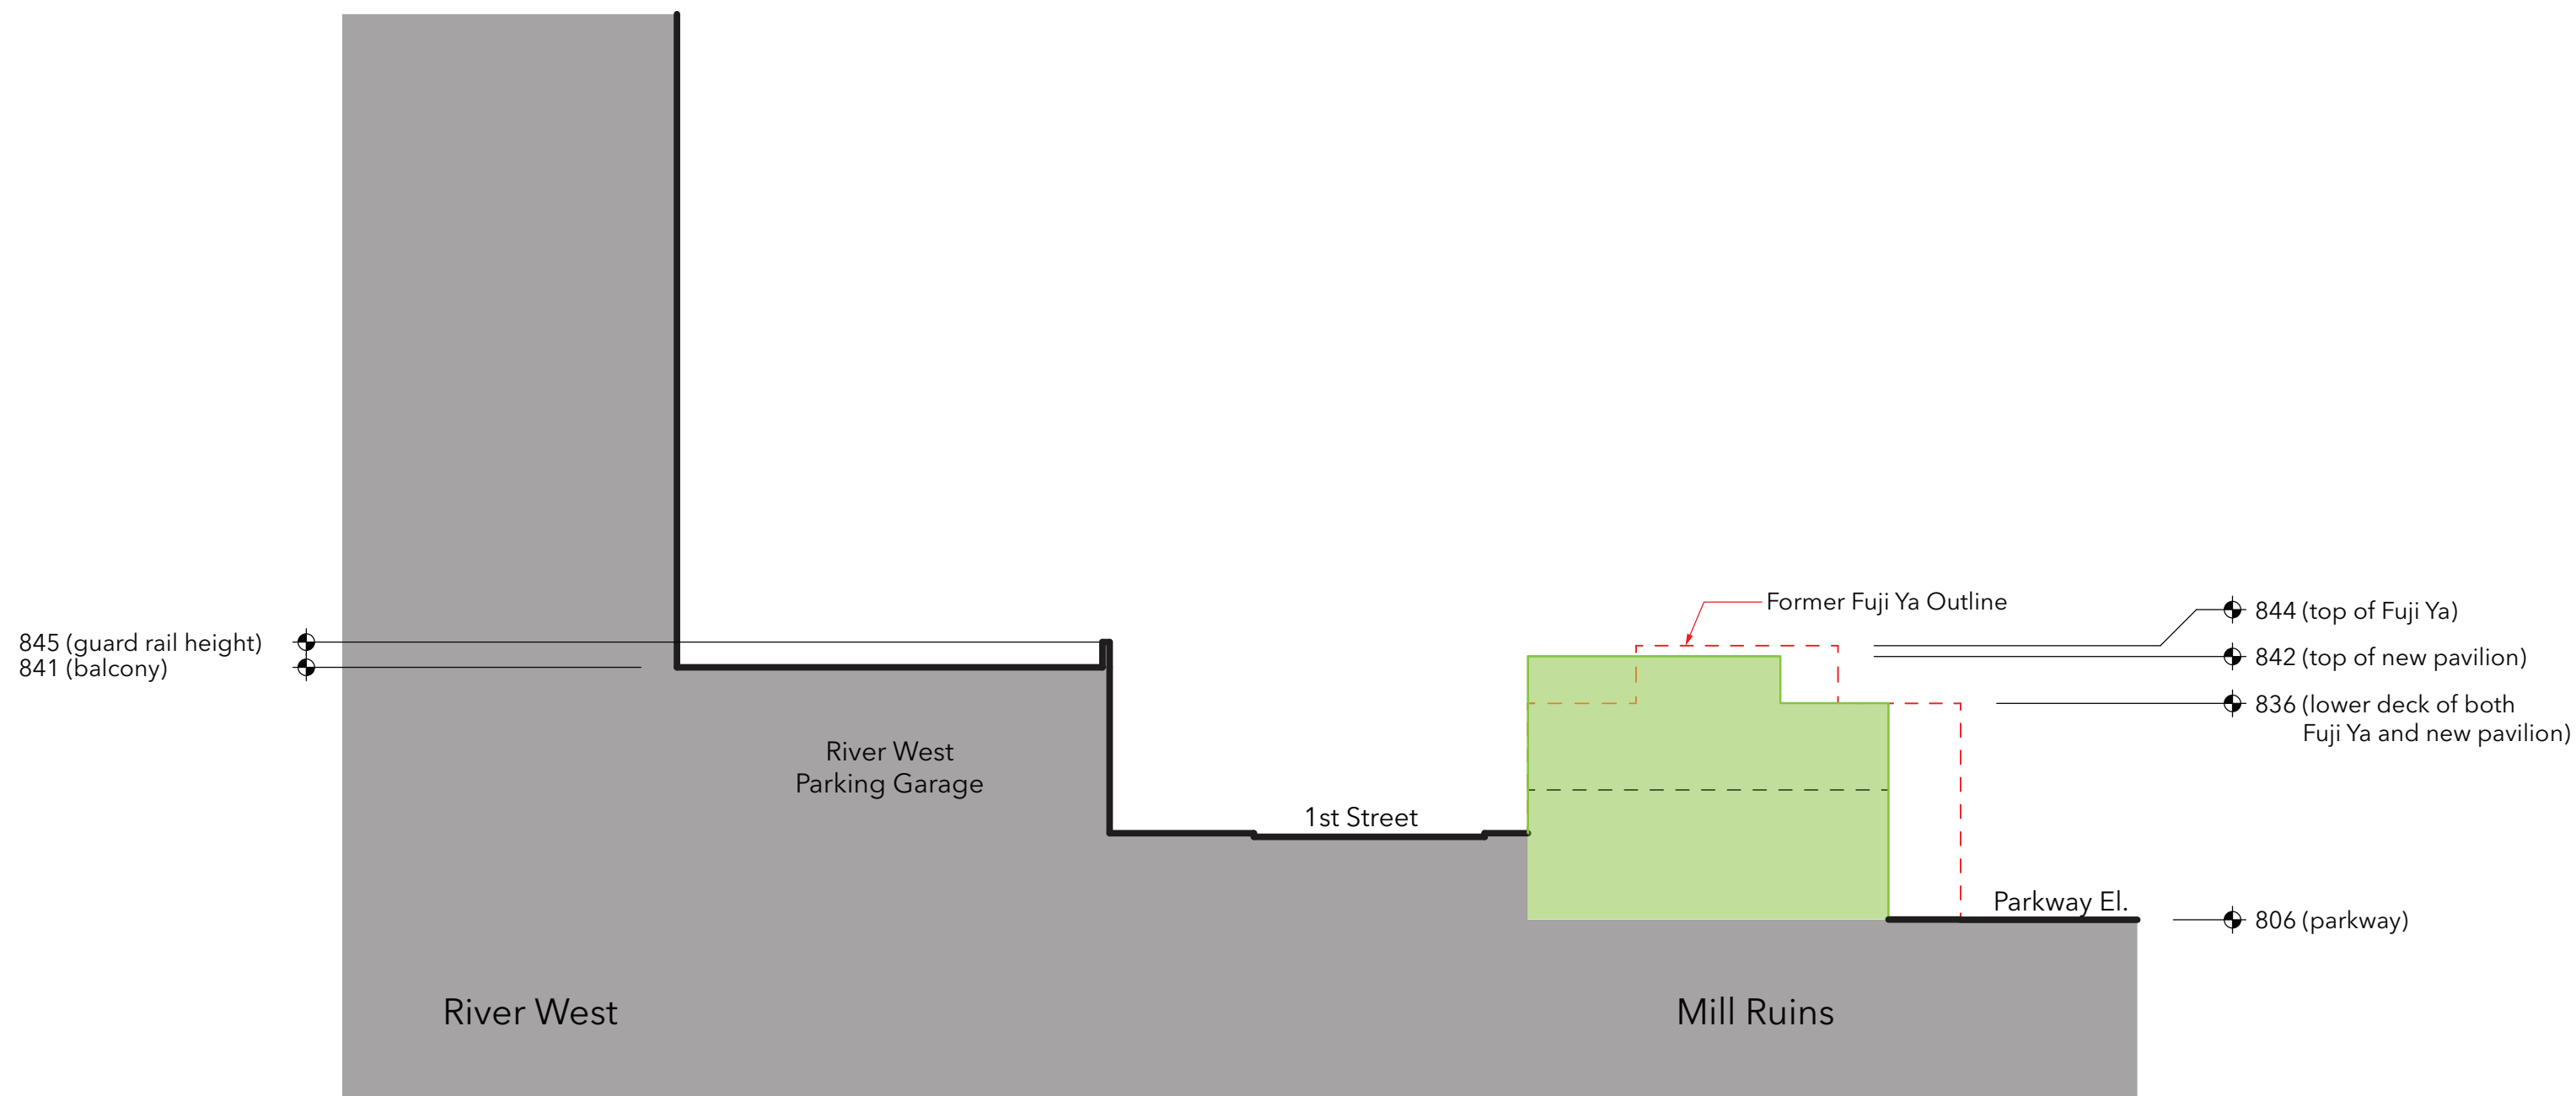 Former Fuji Ya Outline
844 (top of Fuji Ya)
845 (guard rail height)
841 (balcony)
842 (top of new pavilion)
836 (lower deck of both
Fuji Ya and new pavilion)
River West
Parking Garage
1st Street
Parkway El.
806 (parkway)
River West
Mill Ruins